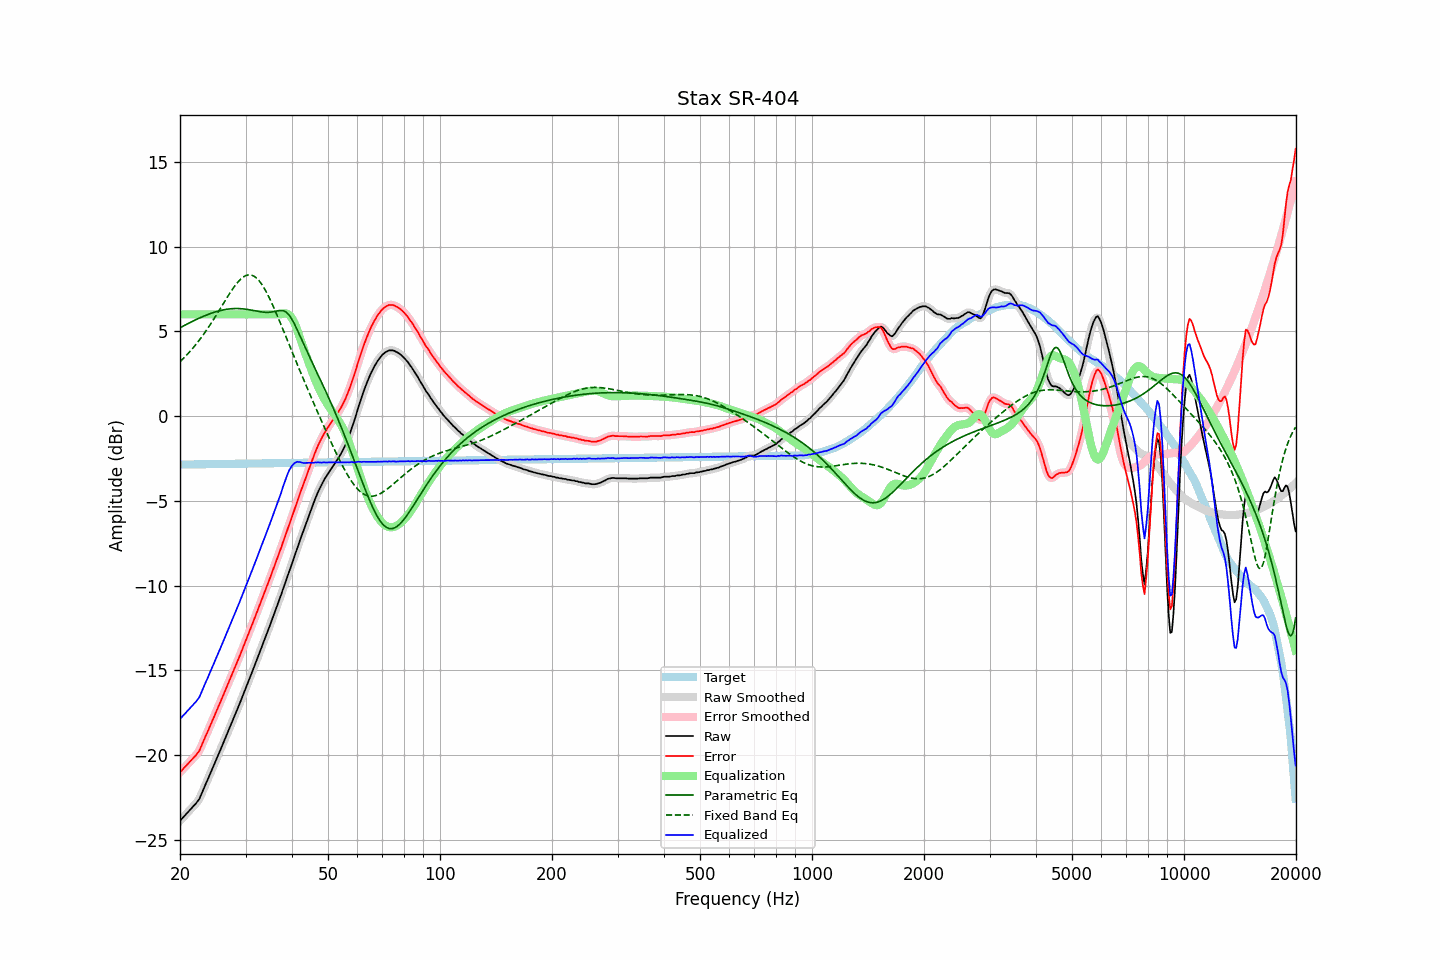 Stax SR-404
Amplitude (dBr)
15
10
5
0
−5
−10
−15
−20
−25
Target
Raw Smoothed
Error Smoothed
Raw
Error
Equalization
Parametric Eq
Fixed Band Eq
Equalized
20 50 100 200 500 1000 2000 5000 10000 20000
Frequency (Hz)